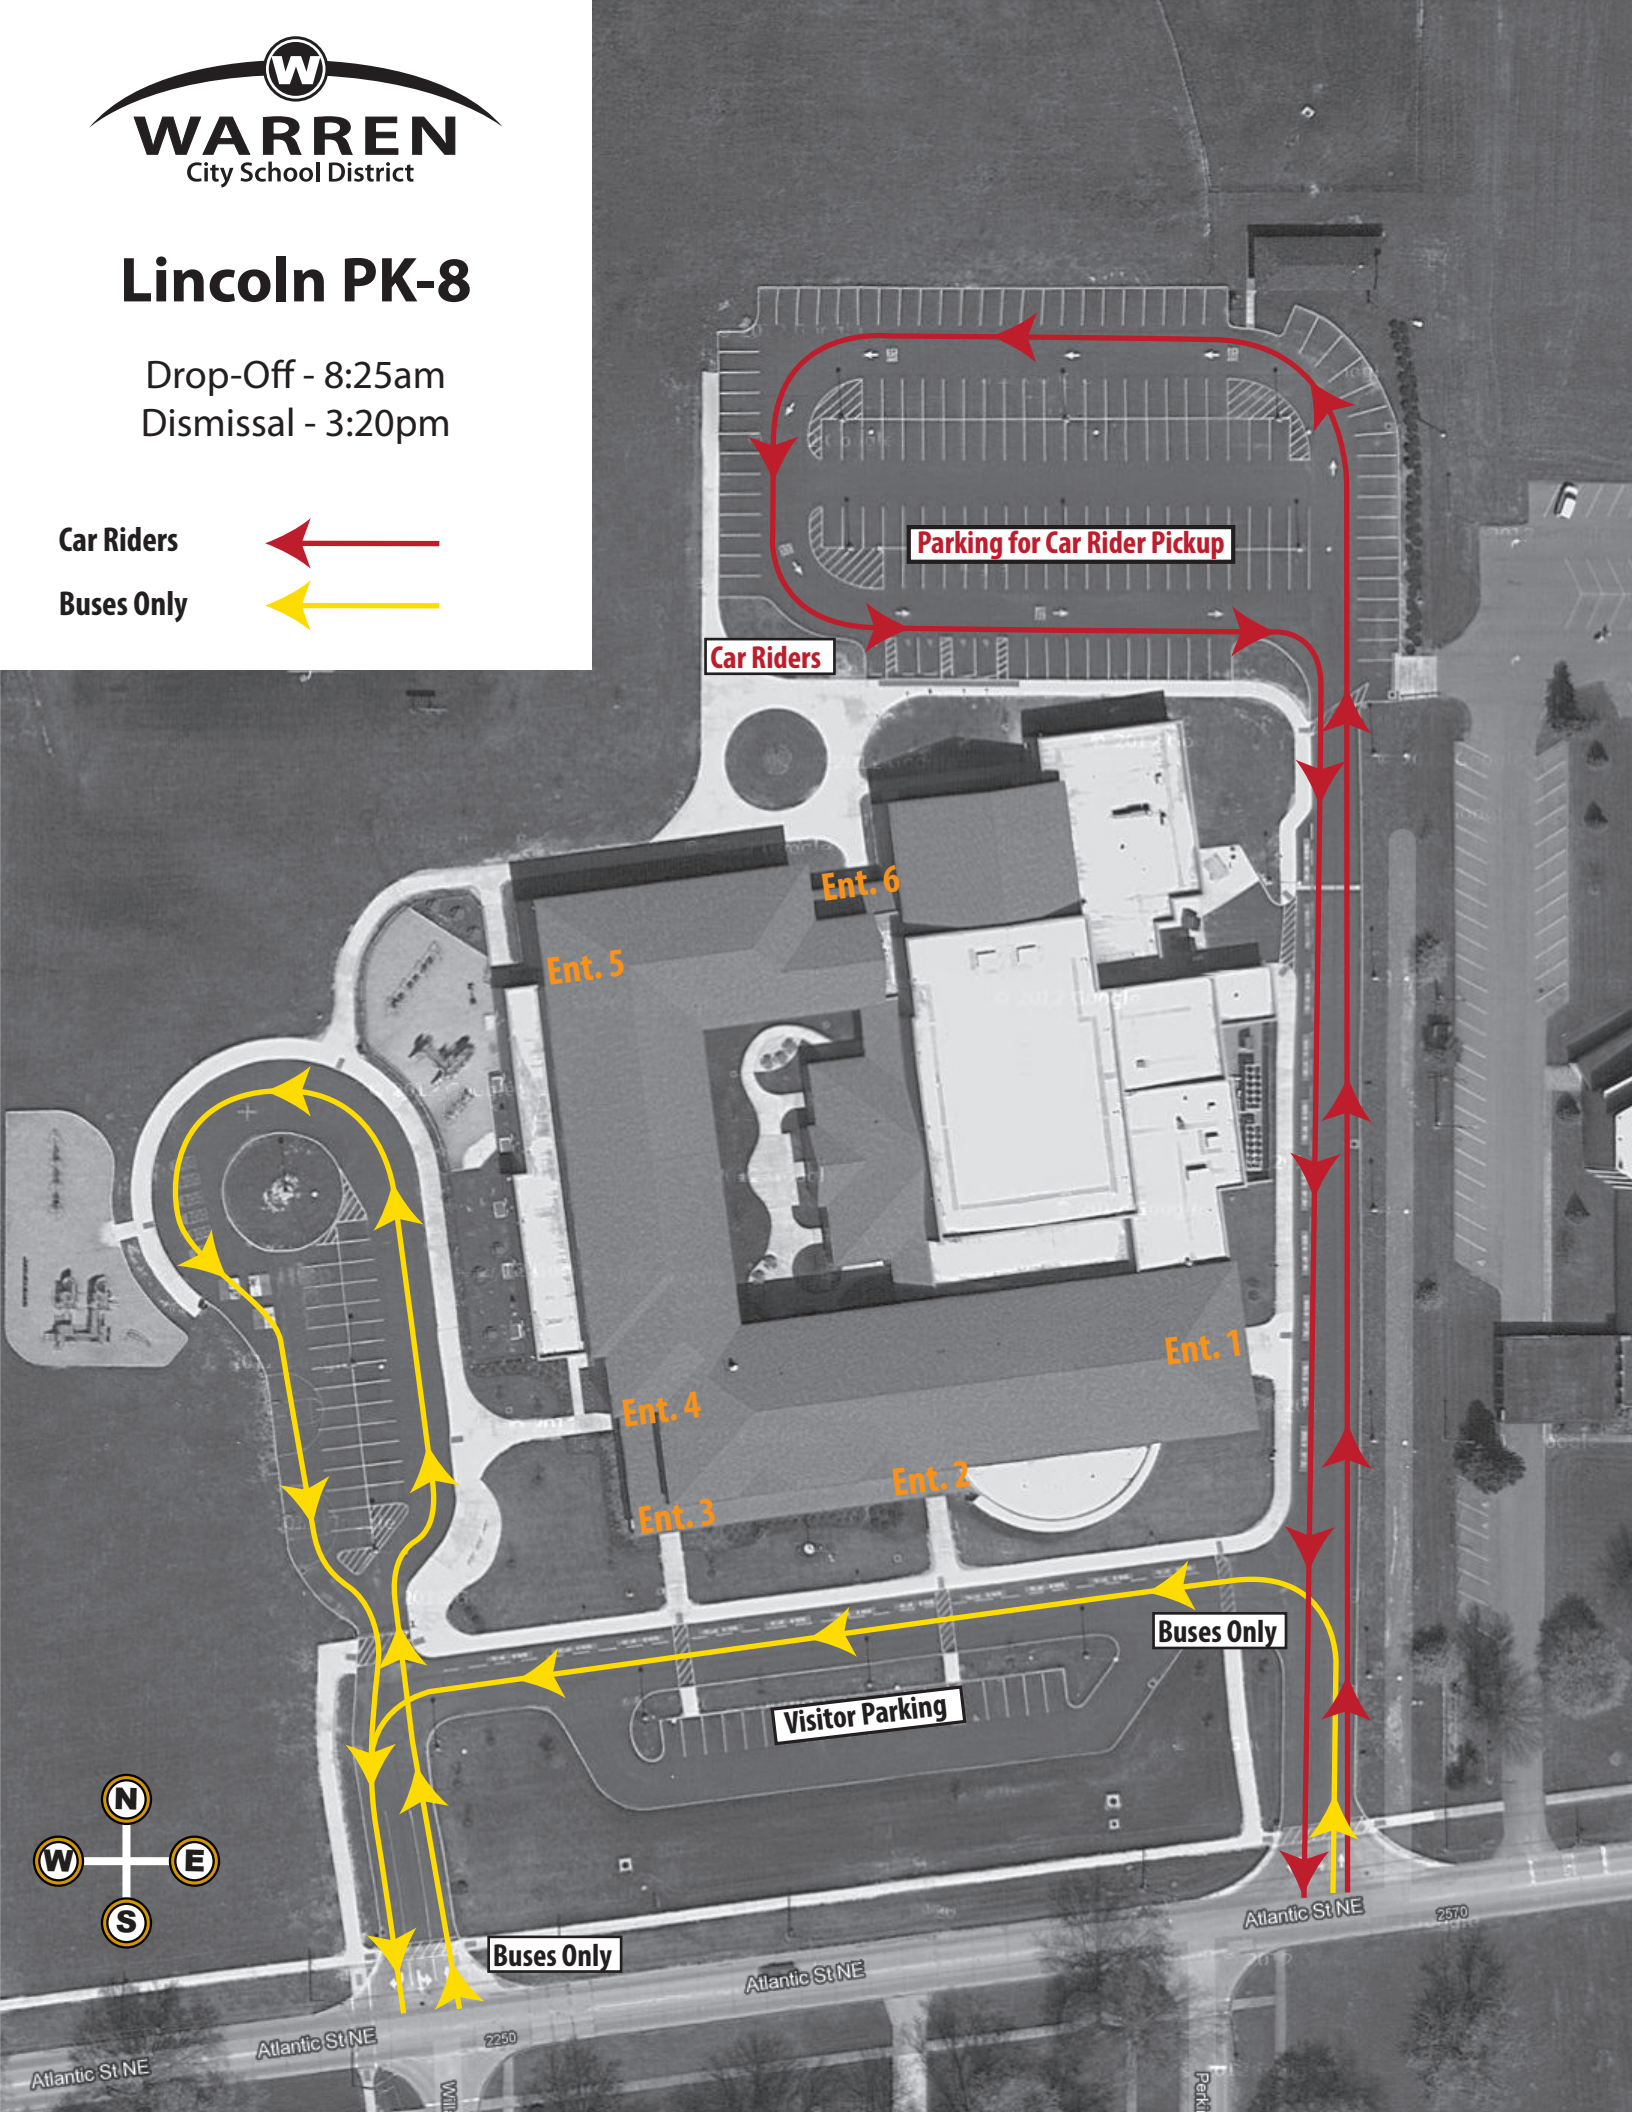 W
WARREN
City School District
Lincoln PK-8
Drop-Off - 8:25am
Dismissal - 3:20pm
Car Riders
Buses Only
Parking for Car Rider Pickup
Car Riders
Ent. 6
Ent. 5
Ent. 1
Ent. 4
Ent. 2
Ent. 3
Buses Only
Visitor Parking
N
W
E
S
Buses Only
Atlantic St NE
2570
Atlantic St NE
Atlantic St NE
2250
Atlantic St NE